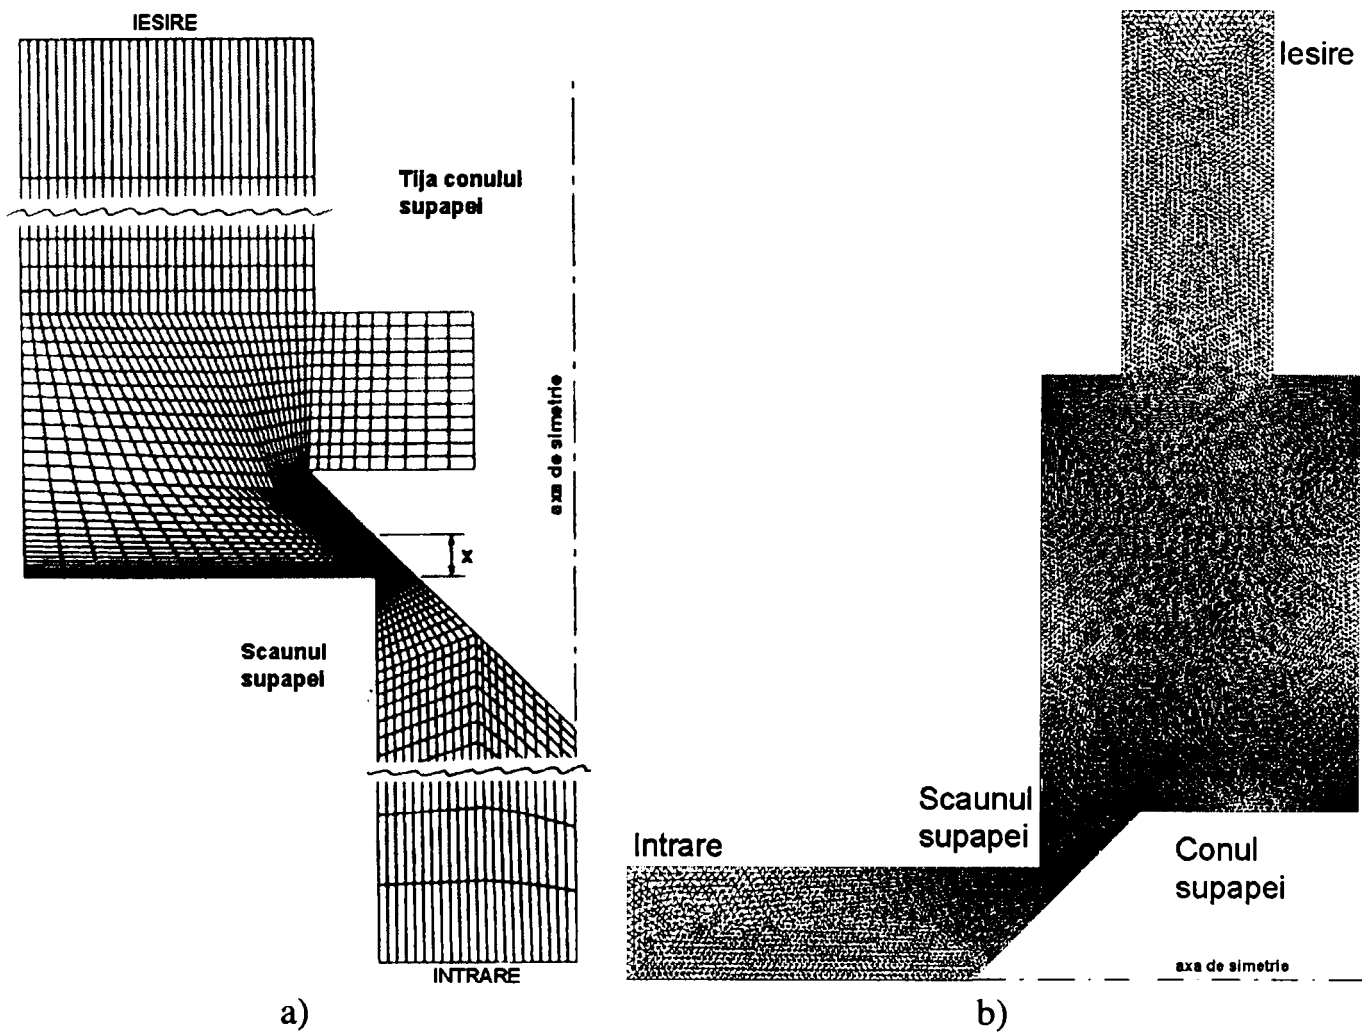 IESIRE
Tija conului
supapei
axa de simetrie
x
Scaunul
supapei
INTRARE
a)
Iesire
Scaunul
supapei
Intrare
Conul
supapei
axa de simetrie
b)